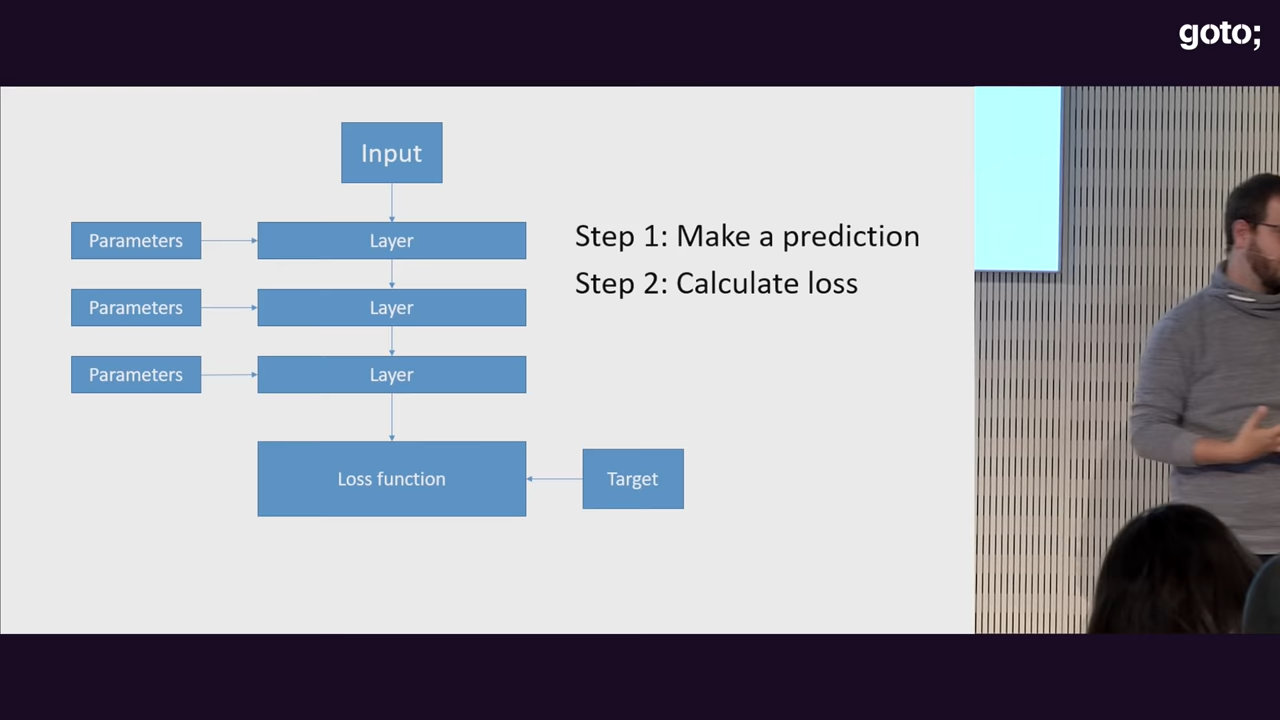 goto;
Input
Parameters
Layer
Parameters
Layer
Parameters
Layer
Loss function
Target
Step 1: Make a prediction
Step 2: Calculate loss